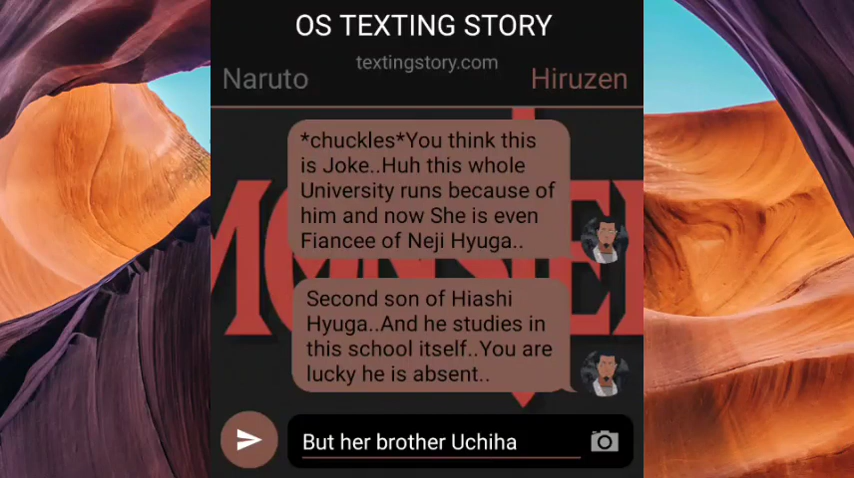 OS TEXTING STORY
textingstory.com
Naruto
Hiruzen
*chuckles*You think this
is Joke..Huh this whole
University runs because of
him and now She is even
Fiancee of Neji Hyuga..
Second son of Hiashi
Hyuga..And he studies in
this school itself..You are
lucky he is absent..
But her brother Uchiha